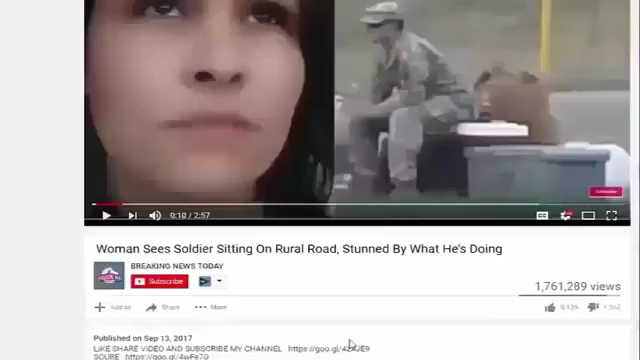 Subscribe
0:10 / 2:57
Woman Sees Soldier Sitting On Rural Road, Stunned By What He's Doing
BREAKING NEWS TODAY
Subscribe
1,761,289 views
Add to Share More
Published on Sep 13, 2017
LIKE SHARE VIDEO AND SUBSCRIBE MY CHANNEL
SOURE